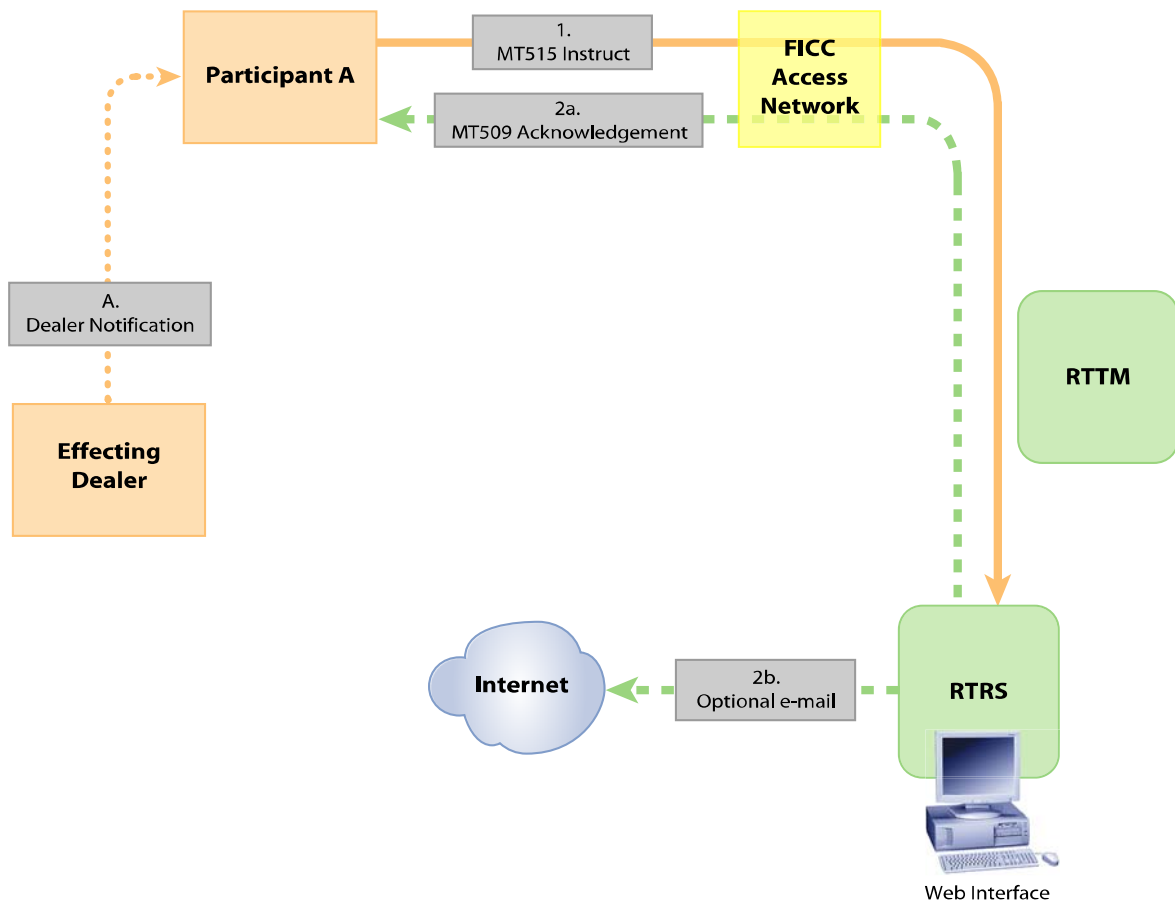 1.
MT515 Instruct
Participant A
FICC
Access
Network
2a.
MT509 Acknowledgement
A.
Dealer Notification
RTTM
Effecting
Dealer
Internet
2b.
Optional e-mail
RTRS
Web Interface